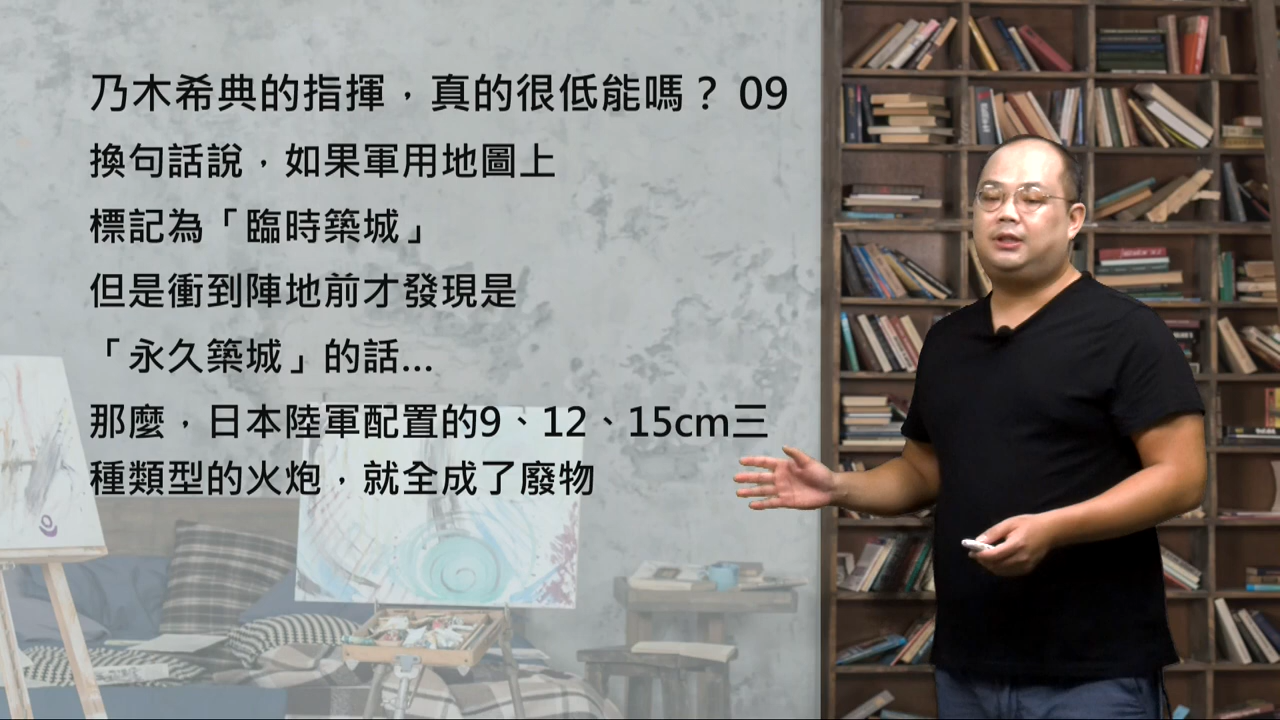 乃木希典的指揮，真的很低能嗎？ 09
換句話說，如果軍用地圖上
標記為「臨時築城」
但是衝到陣地前才發現是
「永久築城」的話...
那麼，日本陸軍配置的9、12、15cm三
種類型的火炮，就全成了廢物